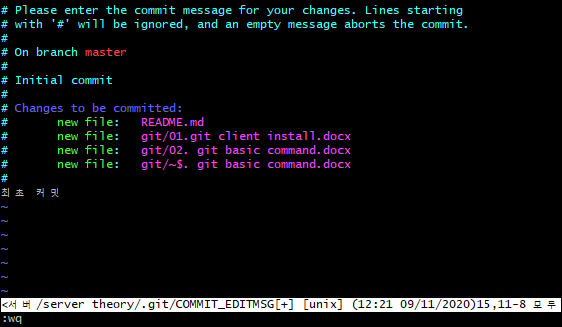 # Please enter the commit message for your changes. Lines starting
# with '#' will be ignored, and an empty message aborts the commit.
#
# On branch master
#
# Initial commit
#
# Changes to be committed:
#       new file:   README.md
#       new file:   git/01.git client install.docx
#       new file:   git/02. git basic command.docx
#       new file:   git/~$. git basic command.docx
#
최초 커밋
~
~
~
~
~
~
<서버/server theory/.git/COMMIT_EDITMSG[+] [unix] (12:21 09/11/2020)15,11-8 모두
:wq